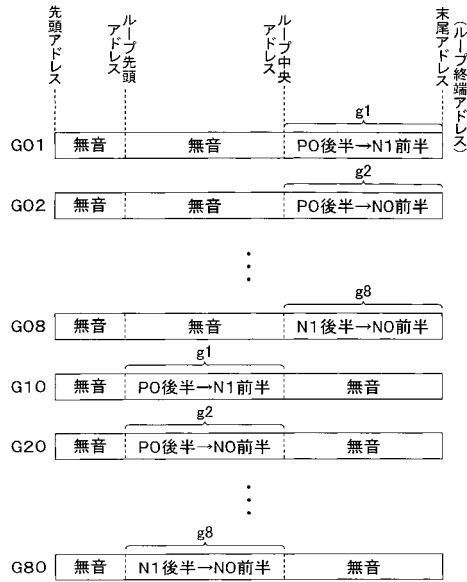 先頭アドレス
ループ先頭アドレス
ループ中央アドレス
末尾アドレス
(ループ終端アドレス)
g1
G01 無音 無音 P0後半→N1前半
g2
G02 無音 無音 P0後半→N0前半
g8
G08 無音 無音 N1後半→N0前半
g1
G10 無音 P0後半→N1前半 無音
g2
G20 無音 P0後半→N0前半 無音
g8
G80 無音 N1後半→N0前半 無音